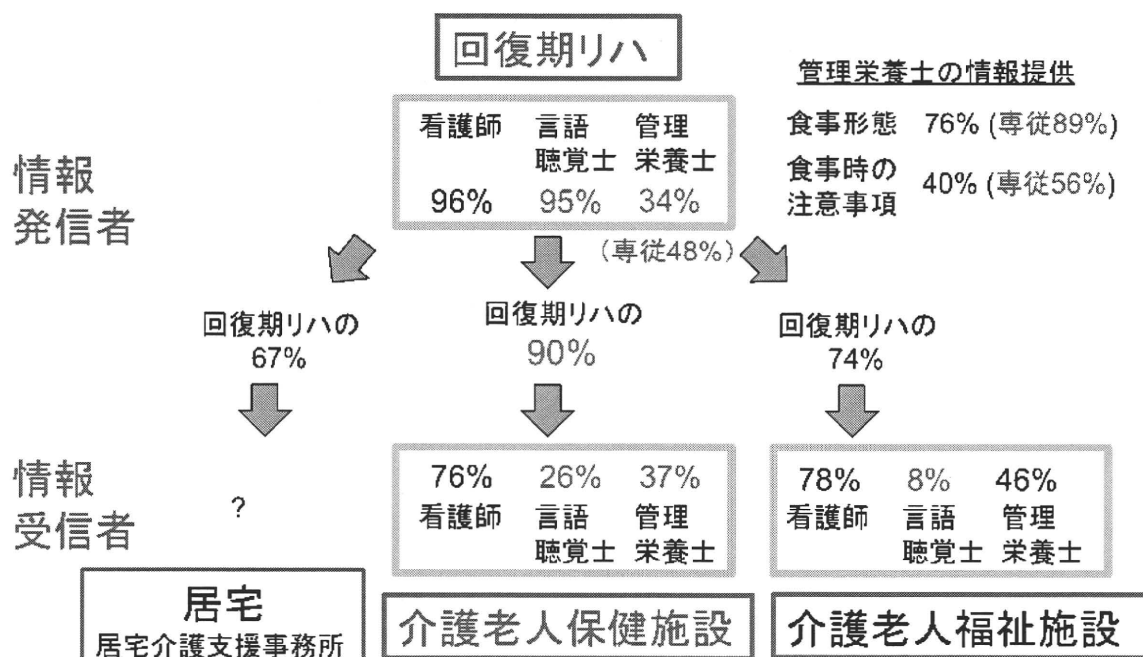 回復期リハ
管理栄養士の情報提供
看護師 言語 管理
聴覚士 栄養士
96% 95% 34%
食事形態 76% (専従89%)
食事時の
注意事項 40% (専従56%)
情報
発信者
(専従48%)
回復期リハの
67%
回復期リハの
90%
回復期リハの
74%
情報
受信者
?
76% 26% 37%
看護師 言語 管理
聴覚士 栄養士
78% 8% 46%
看護師 言語 管理
聴覚士 栄養士
居宅
居宅介護支援事務所
介護老人保健施設
介護老人福祉施設